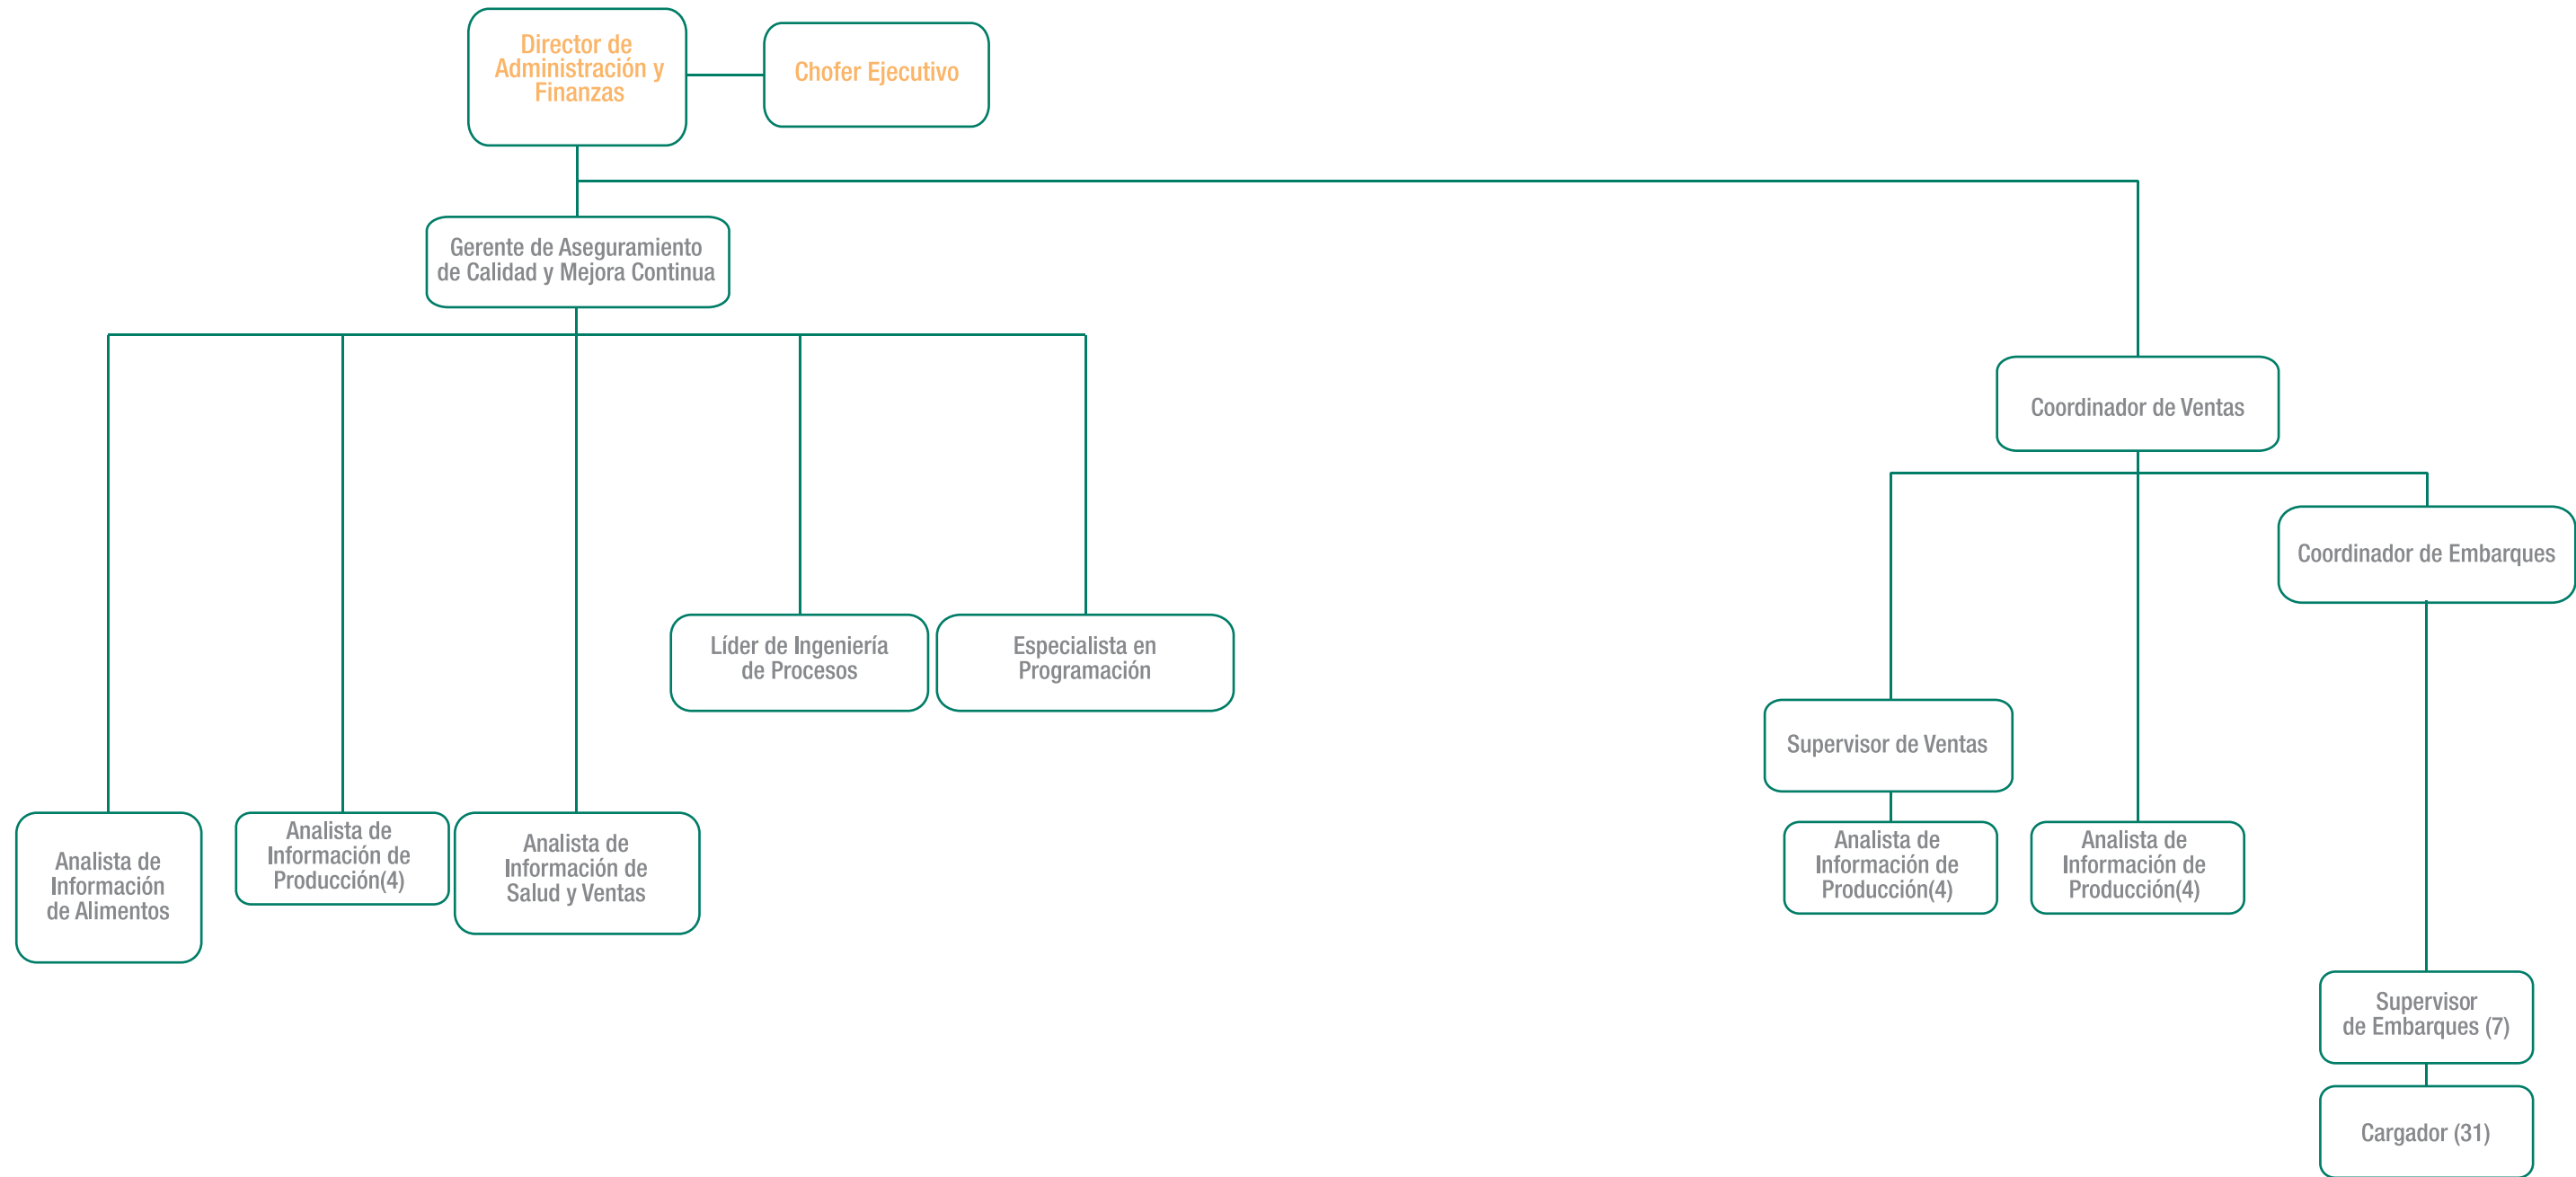 Director de
Administración y
Finanzas
Chofer Ejecutivo
Gerente de Aseguramiento
de Calidad y Mejora Continua
Coordinador de Ventas
Coordinador de Embarques
Líder de Ingeniería
de Procesos
Especialista en
Programación
Supervisor de Ventas
Analista de
Información
de Alimentos
Analista de
Información de
Producción(4)
Analista de
Información de
Salud y Ventas
Analista de
Información de
Producción(4)
Analista de
Información de
Producción(4)
Supervisor
de Embarques (7)
Cargador (31)